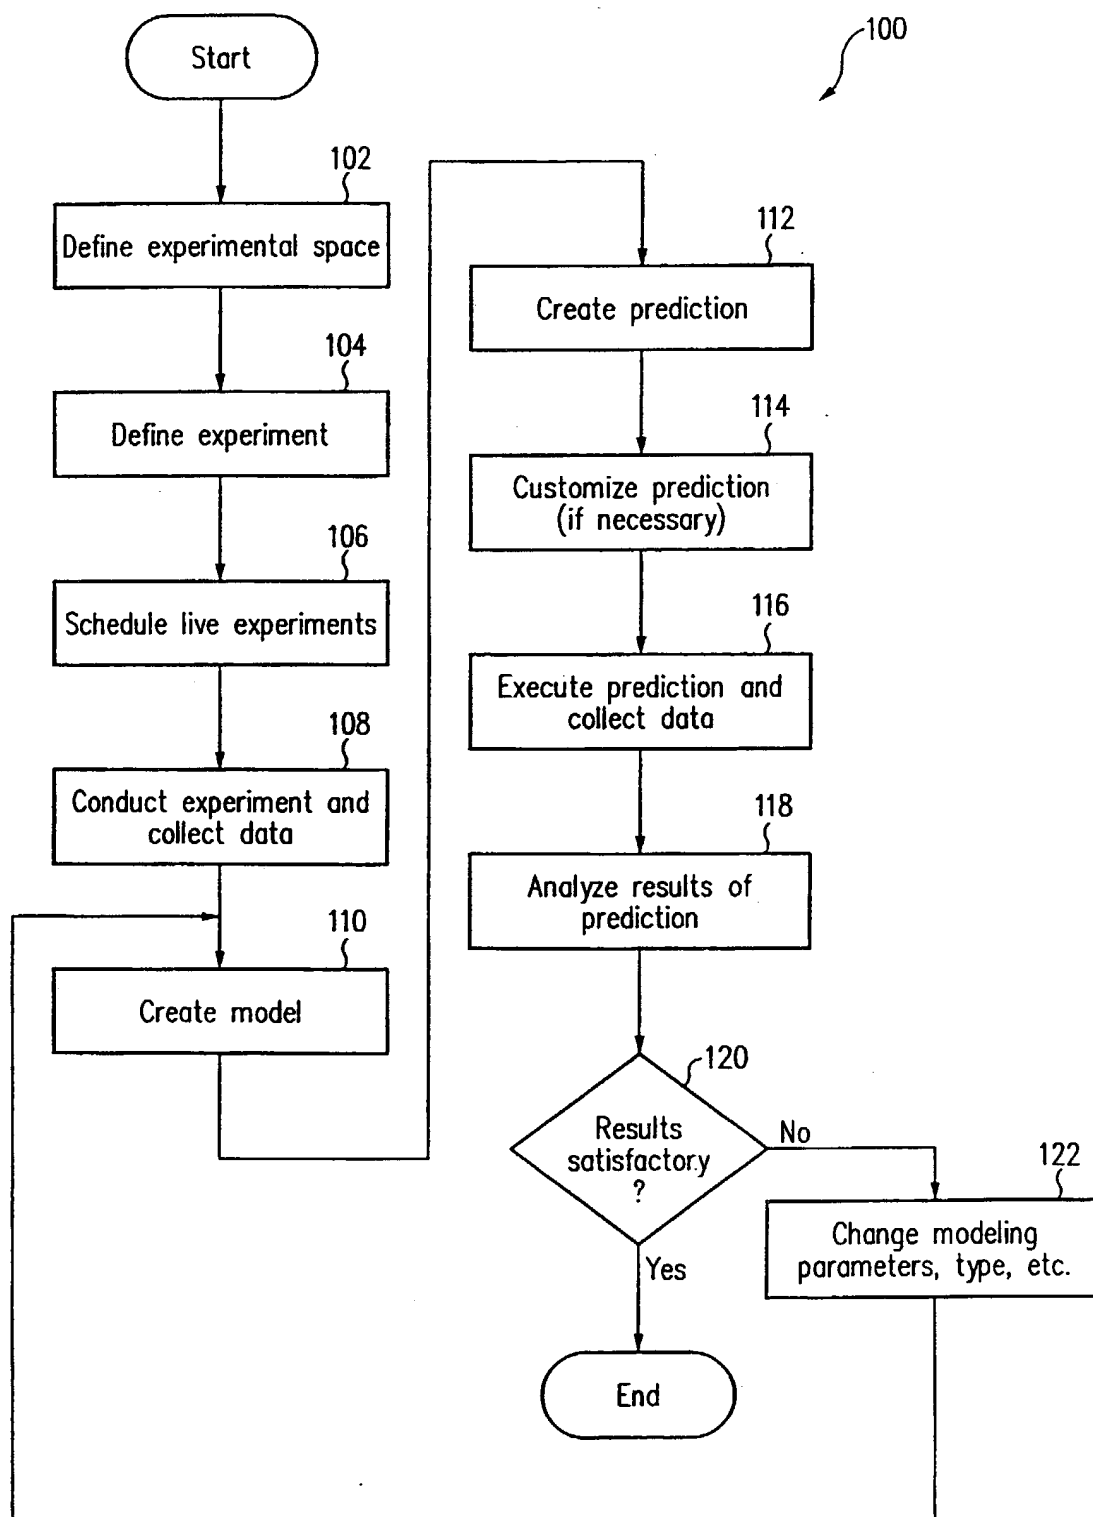 Start
100
102
Define experimental space
104
Define experiment
106
Schedule live experiments
108
Conduct experiment and
collect data
110
Create model
112
Create prediction
114
Customize prediction
(if necessary)
116
Execute prediction and
collect data
118
Analyze results of
prediction
120
Results
satisfactory
?
No
Yes
122
Change modeling
parameters, type, etc.
End